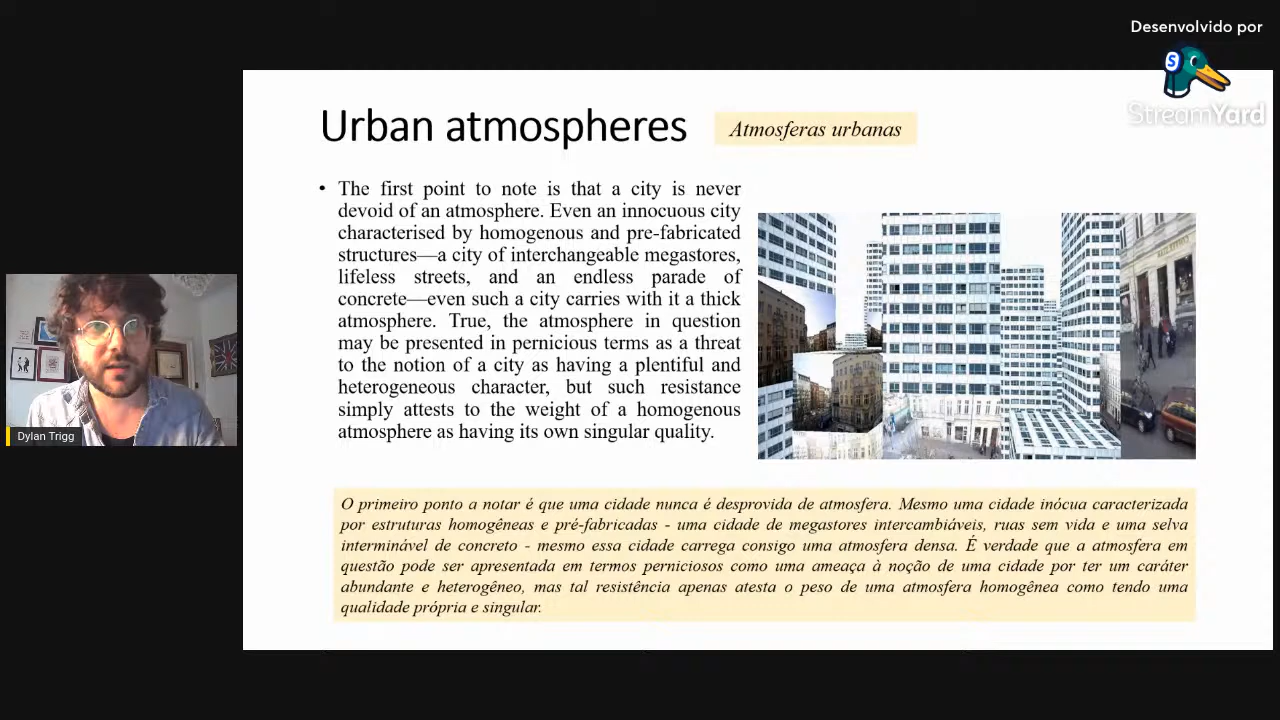 Desenvolvido por
StreamYard
Urban atmospheres
Atmosferas urbanas
• The first point to note is that a city is never
devoid of an atmosphere. Even an innocuous city
characterised by homogenous and pre-fabricated
structures—a city of interchangeable megastores,
lifeless streets, and an endless parade of
concrete—even such a city carries with it a thick
atmosphere. True, the atmosphere in question
may be presented in pernicious terms as a threat
to the notion of a city as having a plentiful and
heterogeneous character, but such resistance
simply attests to the weight of a homogenous
atmosphere as having its own singular quality.
Dylan Trigg
O primeiro ponto a notar é que uma cidade nunca é desprovida de atmosfera. Mesmo uma cidade inócua caracterizada
por estruturas homogêneas e pré-fabricadas - uma cidade de megastores intercambiáveis, ruas sem vida e uma selva
interminável de concreto - mesmo essa cidade carrega consigo uma atmosfera densa. É verdade que a atmosfera em
questão pode ser apresentada em termos perniciosos como uma ameaça à noção de uma cidade por ter um caráter
abundante e heterogêneo, mas tal resistência apenas atesta o peso de uma atmosfera homogênea como tendo uma
qualidade própria e singular.